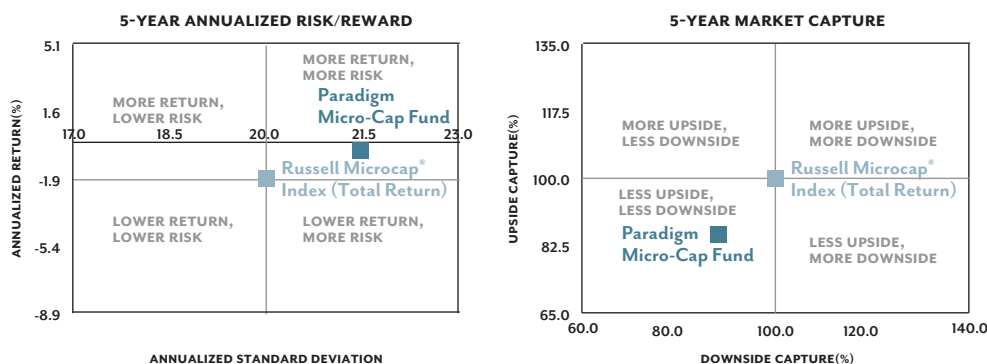 5-YEAR ANNUALIZED RISK/REWARD
5.1
1.6
-1.9
-5.4
-8.9
ANNUALIZED RETURN(%)
MORE RETURN,
LOWER RISK
MORE RETURN,
MORE RISK
Paradigm
Micro-Cap Fund
17.0 18.5 20.0 21.5 23.0
Russell Microcap®
Index (Total Return)
LOWER RETURN,
LOWER RISK
LOWER RETURN,
MORE RISK
ANNUALIZED STANDARD DEVIATION
5-YEAR MARKET CAPTURE
135.0
117.5
100.0
82.5
65.0
UPSIDE CAPTURE(%)
MORE UPSIDE,
LESS DOWNSIDE
MORE UPSIDE,
MORE DOWNSIDE
Russell Microcap®
Index (Total Return)
LESS UPSIDE,
LESS DOWNSIDE
Paradigm
Micro-Cap Fund
LESS UPSIDE,
MORE DOWNSIDE
60.0 80.0 100.0 120.0 140.0
DOWNSIDE CAPTURE(%)